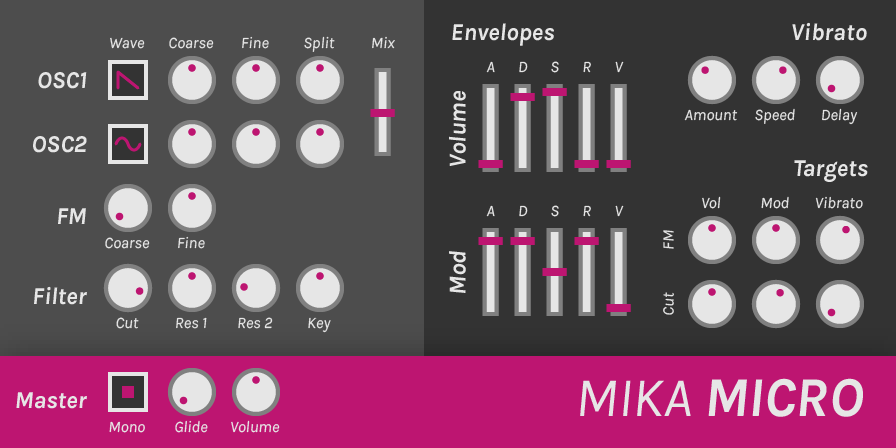 Wave Coarse Fine Split Mix
OSC1
OSC2
FM
Coarse Fine
Filter
Cut Res 1 Res 2 Key
Envelopes
A D S R V
Volume
A D S R V
Mod
Vibrato
Amount Speed Delay
Targets
Vol Mod Vibrato
FM
Cut
Master
Mono Glide Volume
MIKA MICRO